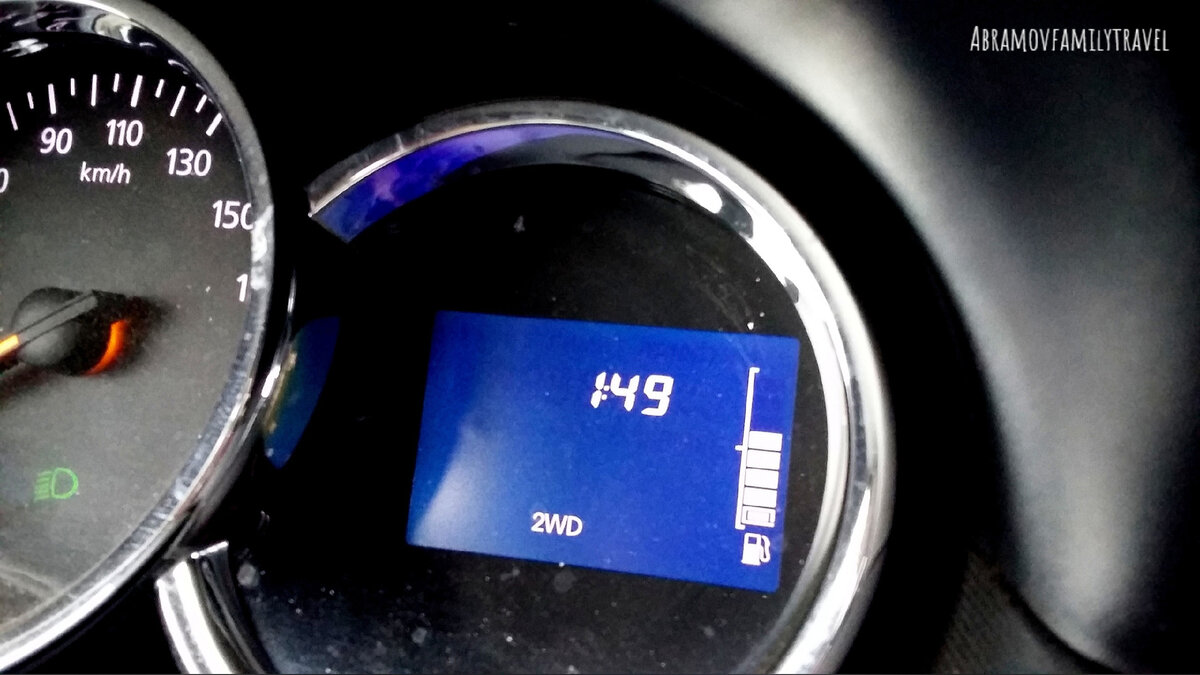 ABRAMOVFAMILYTRAVEL
90
110
130
km/h
150
1:49
2WD